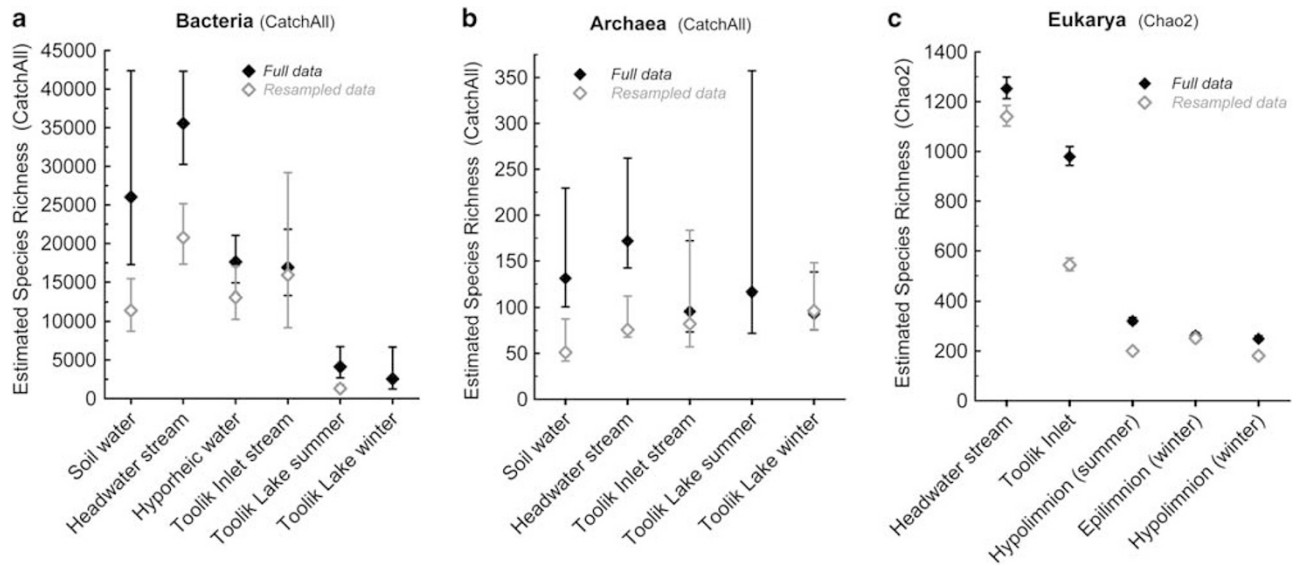 a Bacteria (CatchAll)
Estimated Species Richness (CatchAll)
45000
40000
35000
30000
25000
20000
15000
10000
5000
0
Full data
Resampled data
Soil water
Headwater stream
Hyporheic water
Toolik Inlet stream
Toolik Lake summer
Toolik Lake winter
b Archaea (CatchAll)
Estimated Species Richness (CatchAll)
350
300
250
200
150
100
50
0
Full data
Resampled data
Soil water
Headwater stream
Toolik Inlet stream
Toolik Lake summer
Toolik Lake winter
c Eukarya (Chao2)
Estimated Species Richness (Chao2)
1400
1200
1000
800
600
400
200
0
Full data
Resampled data
Headwater stream
Toolik Inlet
Hypolimnion (summer)
Epilimnion (winter)
Hypolimnion (winter)